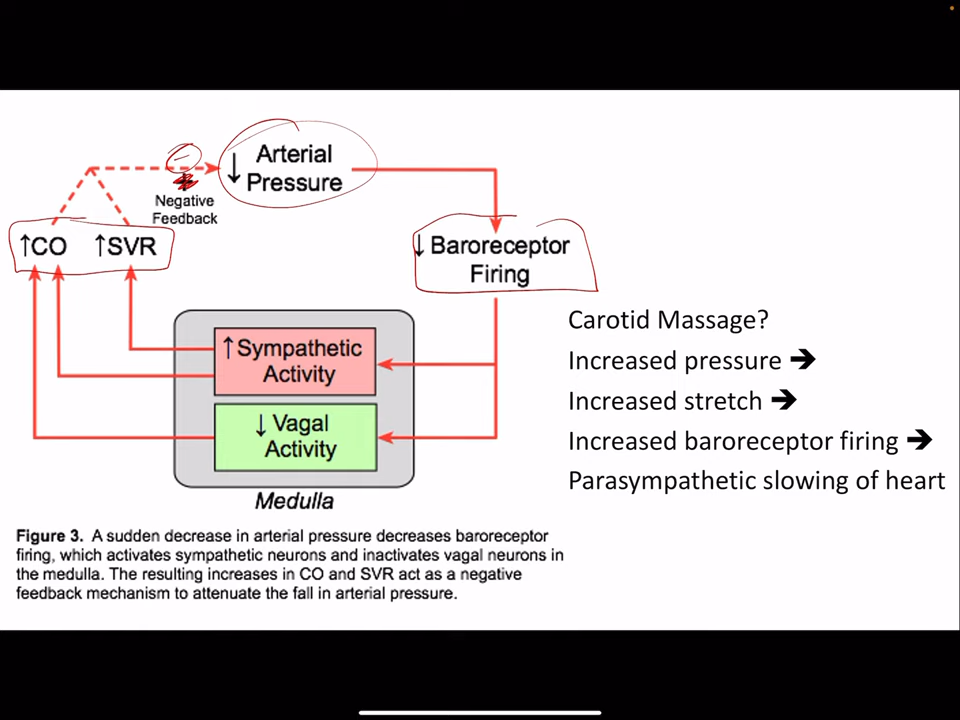 ↓ Arterial
Pressure
Negative
Feedback
↑CO ↑SVR
↓ Baroreceptor
Firing
↑Sympathetic
Activity
↓ Vagal
Activity
Medulla
Carotid Massage?
Increased pressure ➔
Increased stretch ➔
Increased baroreceptor firing ➔
Parasympathetic slowing of heart
Figure 3. A sudden decrease in arterial pressure decreases baroreceptor
firing, which activates sympathetic neurons and inactivates vagal neurons in
the medulla. The resulting increases in CO and SVR act as a negative
feedback mechanism to attenuate the fall in arterial pressure.